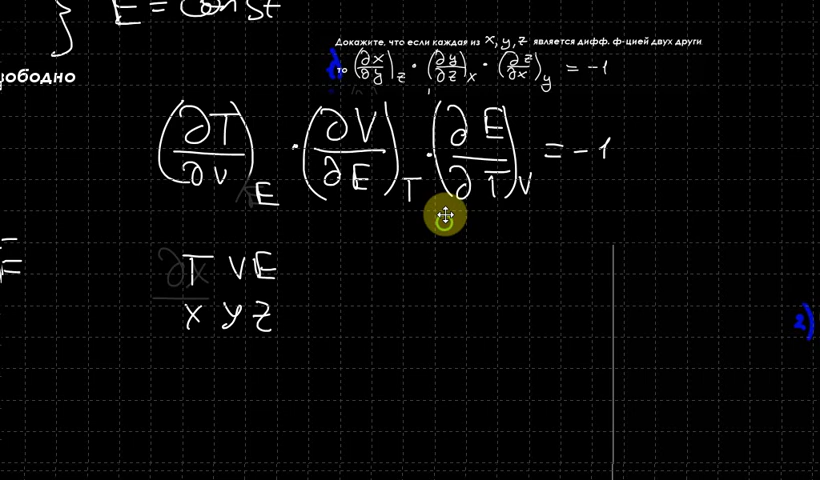 E = Const
Докажите, что если каждая из x, y, z является дифф. ф-цией двух други
то (∂x/∂y)_z · (∂y/∂z)_x · (∂z/∂x)_y = -1
ободно
(∂T/∂V)_E · (∂V/∂E)_T · (∂E/∂T)_V = -1
T V E
x y z
2)